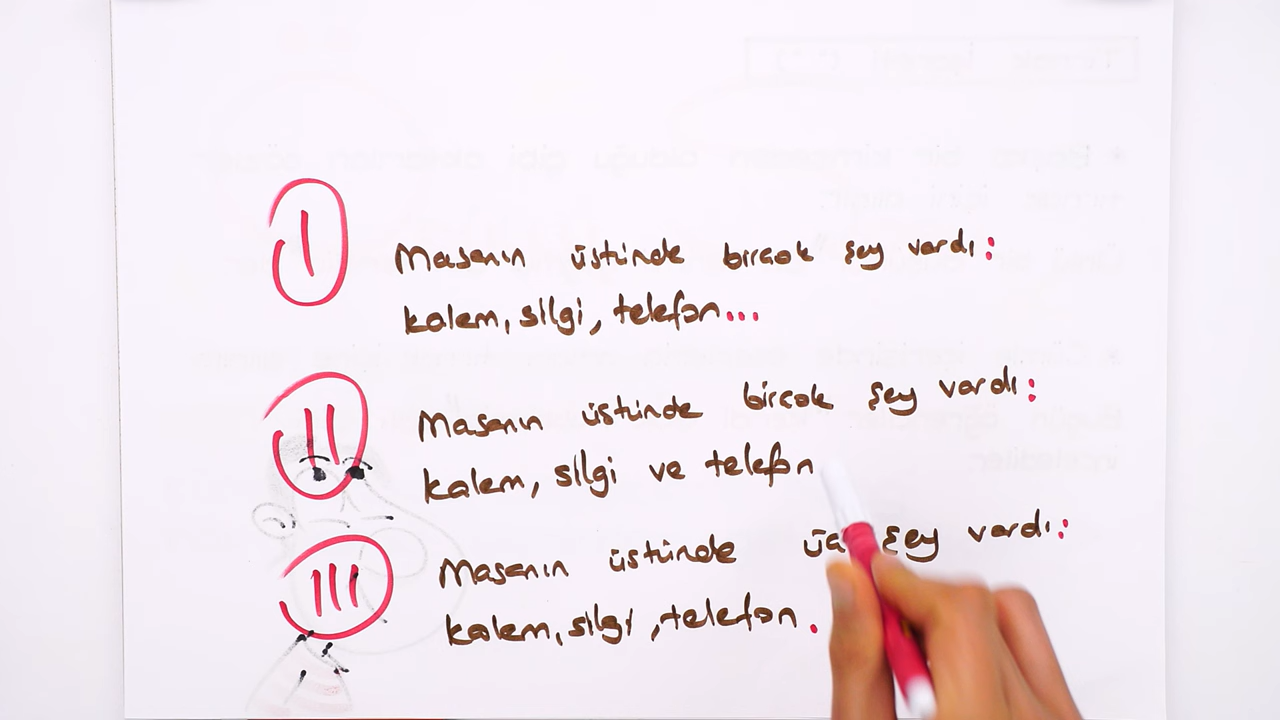 I
Masanın üstünde birçok şey vardı:
kalem, silgi, telefon...
II
Masanın üstünde birçok şey vardı:
kalem, silgi ve telefon
III
Masanın üstünde şey vardı:
kalem, silgi, telefon.